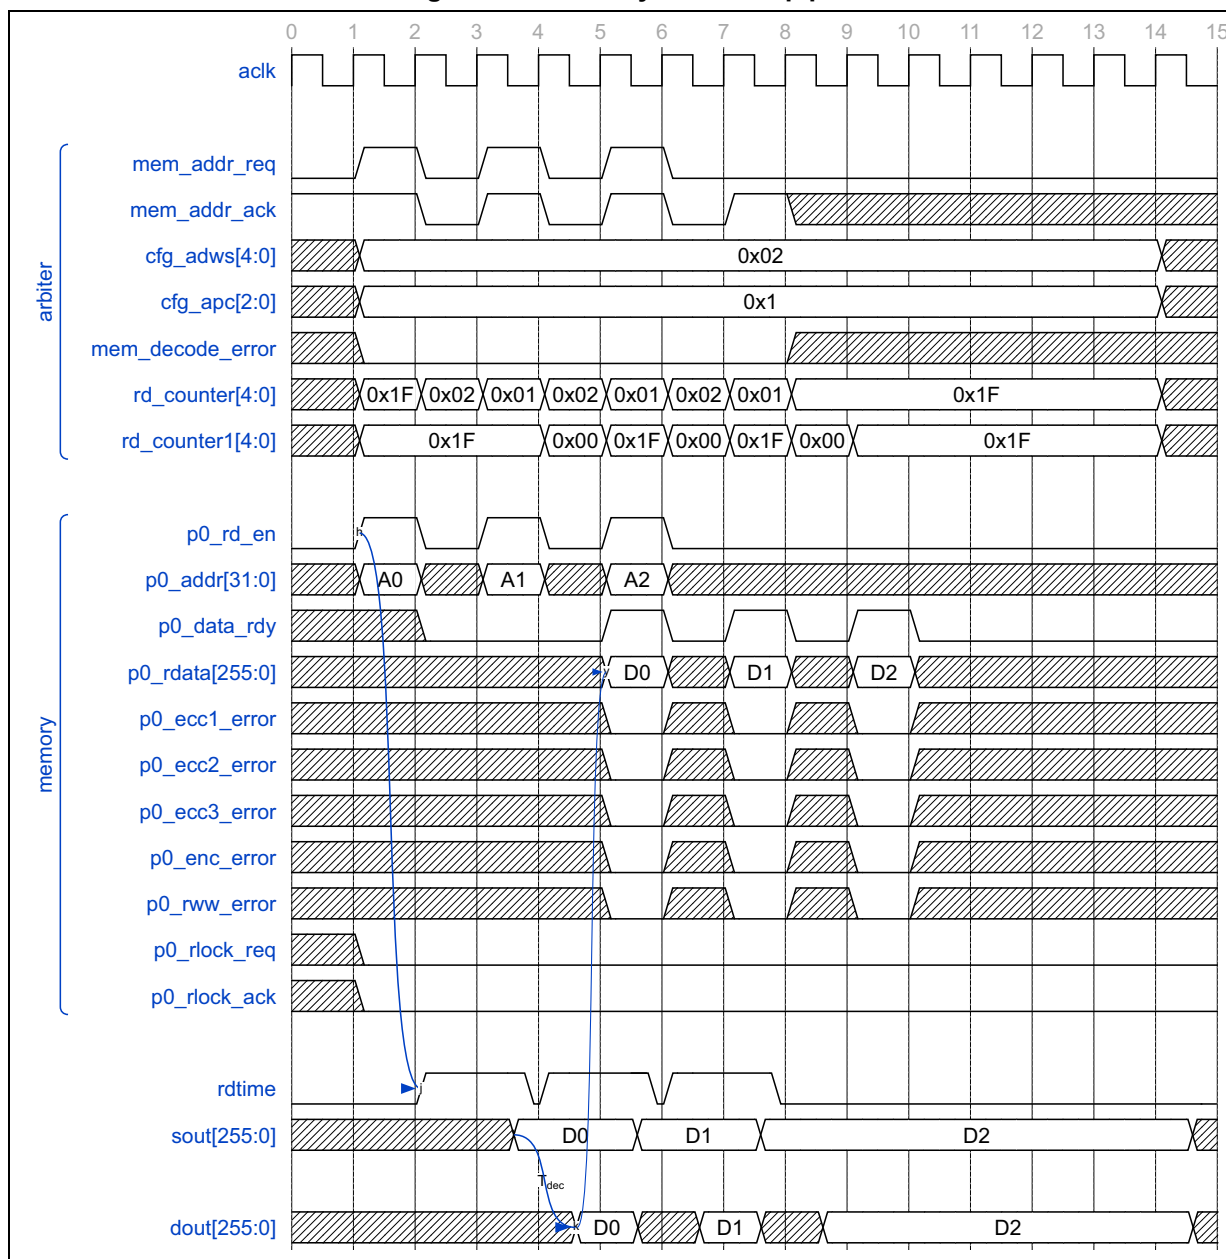 0 1 2 3 4 5 6 7 8 9 10 11 12 13 14 15
aclk
arbiter
mem_addr_req
mem_addr_ack
cfg_adws[4:0] 0x02
cfg_apc[2:0] 0x1
mem_decode_error
rd_counter[4:0] 0x1F 0x02 0x01 0x02 0x01 0x02 0x01 0x1F
rd_counter1[4:0] 0x1F 0x00 0x1F 0x00 0x1F 0x00 0x1F
memory
p0_rd_en h
p0_addr[31:0] A0 A1 A2
p0_data_rdy
p0_rdata[255:0] y D0 D1 D2
p0_ecc1_error
p0_ecc2_error
p0_ecc3_error
p0_enc_error
p0_rww_error
p0_rlock_req
p0_rlock_ack
rdtime j
sout[255:0] D0 D1 D2
Tdec
dout[255:0] D0 D1 D2